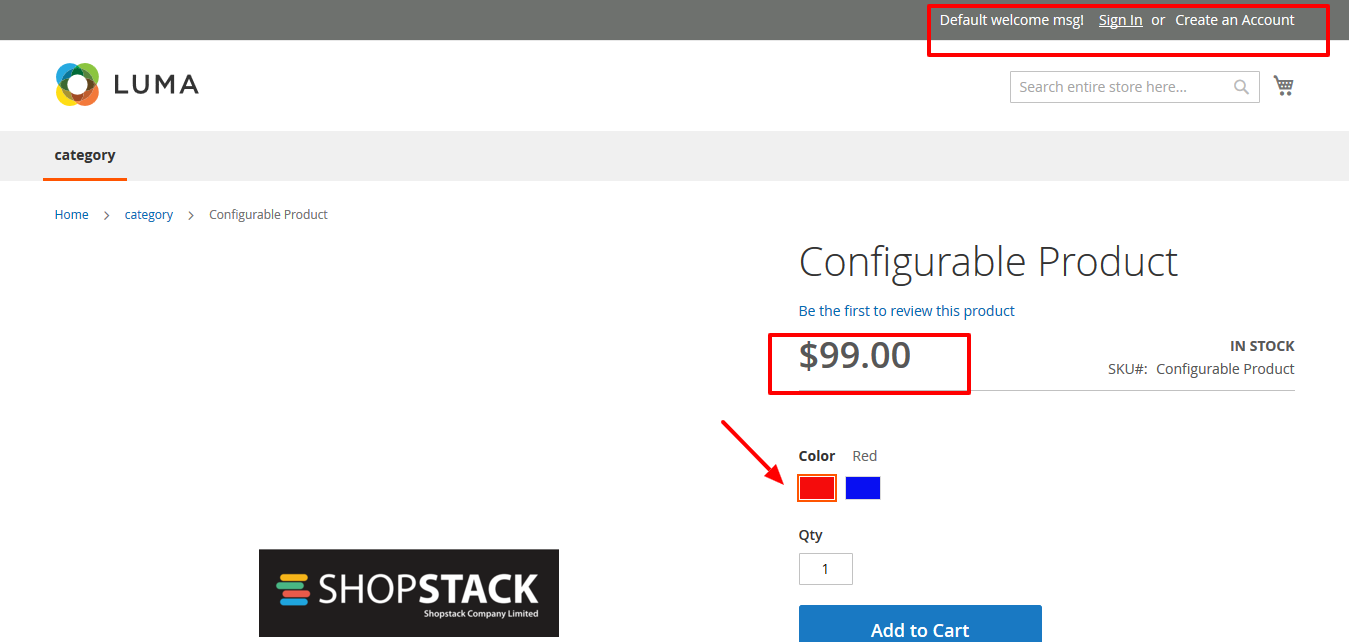 Default welcome msg! Sign In or Create an Account
LUMA
Search entire store here...
category
Home > category > Configurable Product
Configurable Product
Be the first to review this product
$99.00
IN STOCK
SKU#: Configurable Product
Color Red
Qty
1
Add to Cart
SHOPSTACK
Shopstack Company Limited